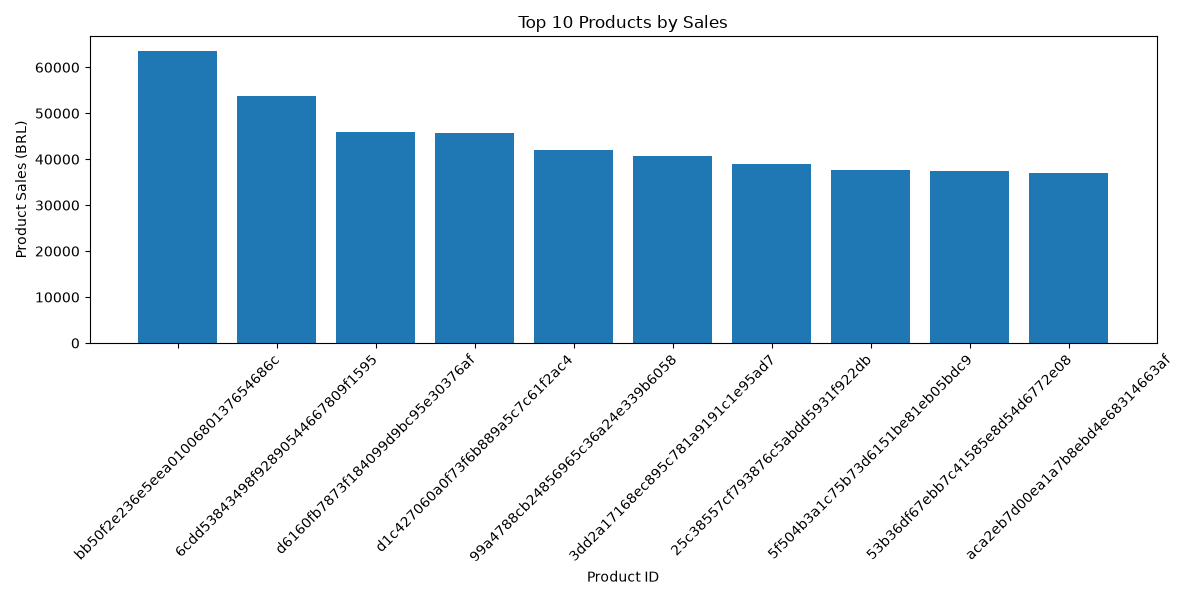 Top 10 Products by Sales
Product Sales (BRL)
60000
50000
40000
30000
20000
10000
0
bb50f2e236e5eea0100680137654686c
6cdd53843498f92890544667809f1595
d6160fb7873f184099d9bc95e30376af
d1c427060a0f73f6b889a5c7c61f2ac4
99a4788cb24856965c36a24e339b6058
3dd2a17168ec895c781a9191c1e95ad7
25c38557cf793876c5abdd5931f922db
5f504b3a1c75b73d6151be81eb05bdc9
53b36df67ebb7c41585e8d54d6772e08
aca2eb7d00ea1a7b8ebd4e68314663af
Product ID